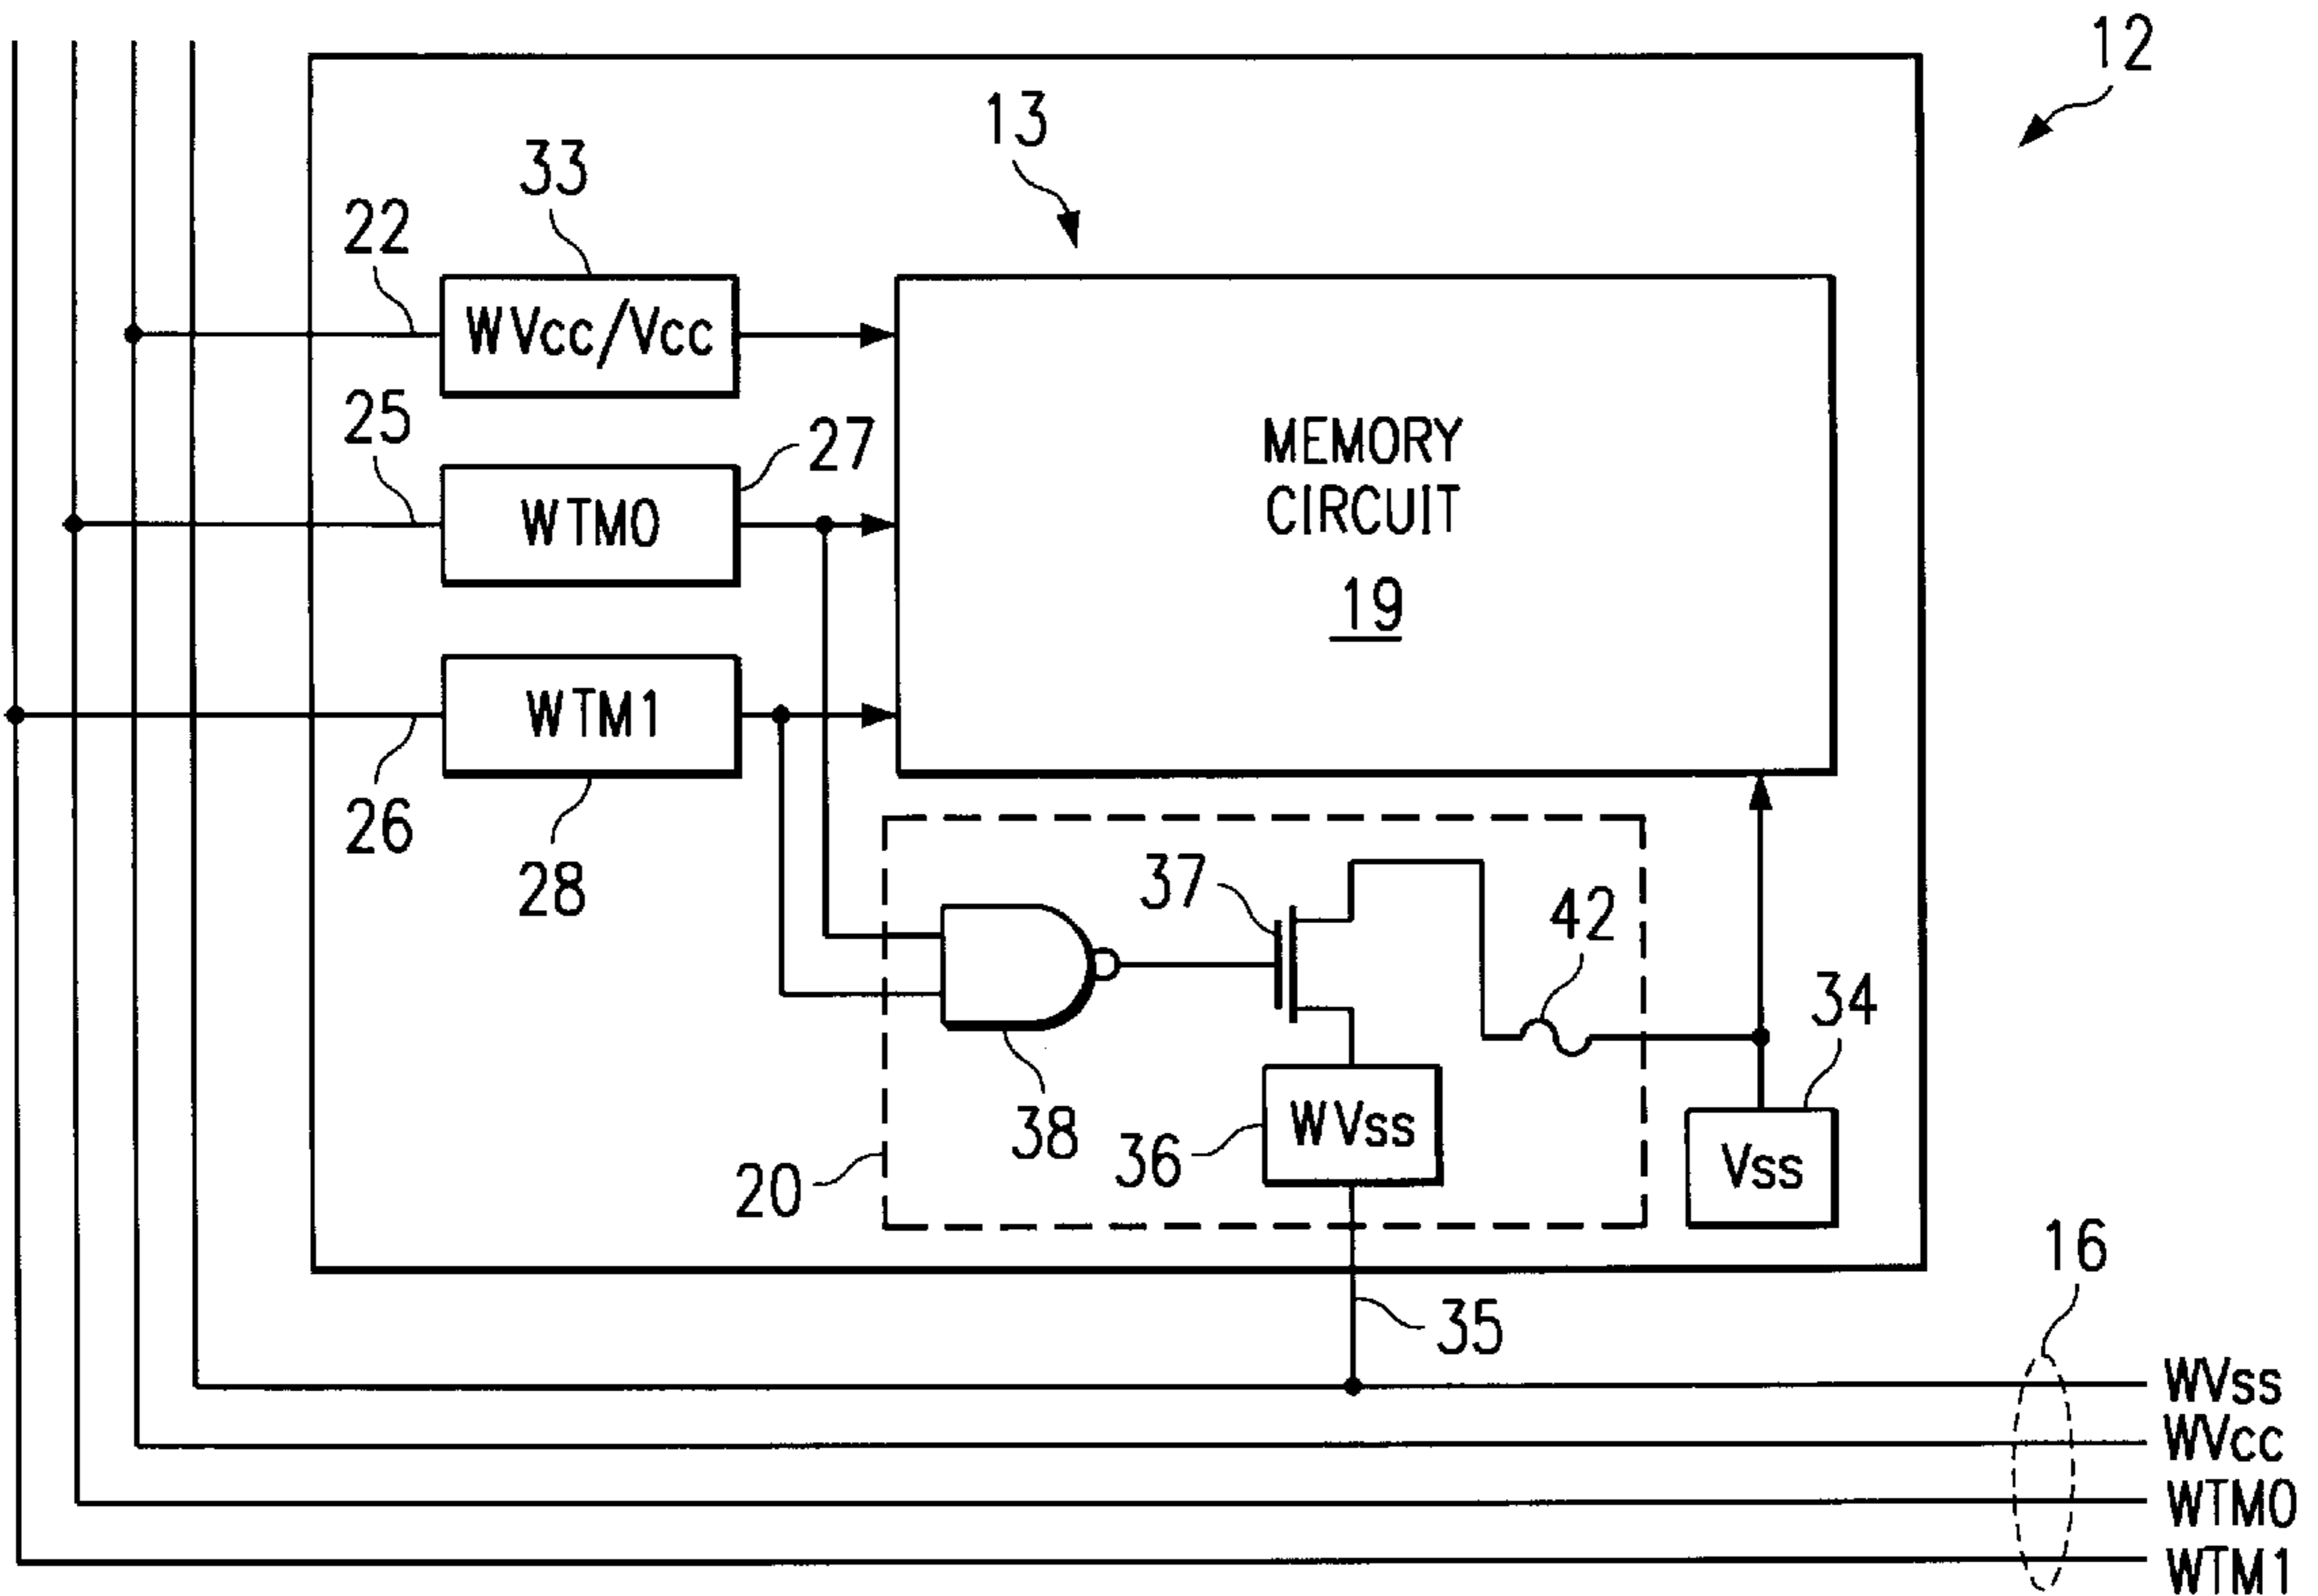 12
13
33
22
WVcc/Vcc
25
27
WTM0
MEMORY
CIRCUIT
19
WTM1
26
28
37
42
34
38
WVss
36
20
Vss
16
35
WVss
WVcc
WTM0
WTM1